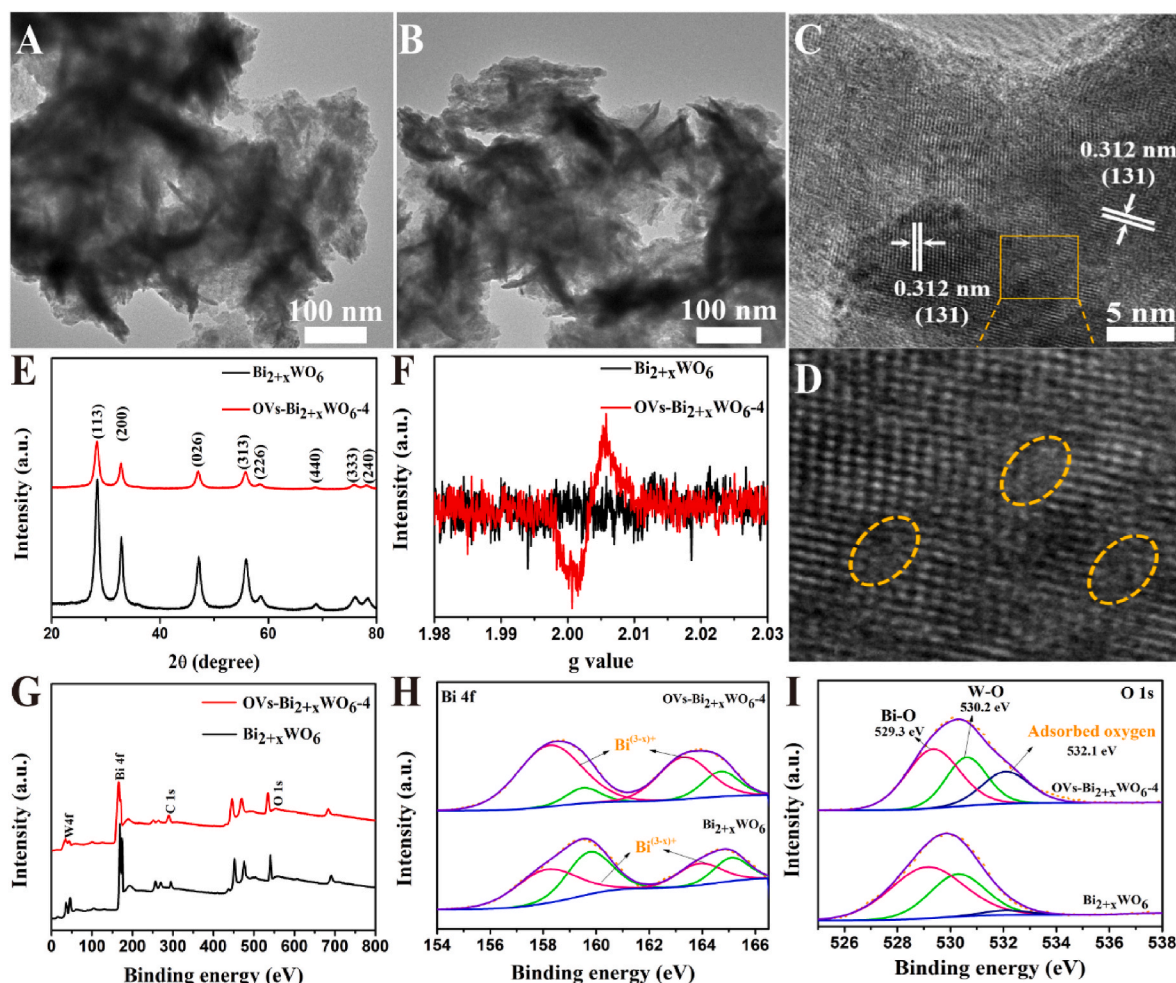 A
100 nm
B
100 nm
C
0.312 nm
(131)
0.312 nm
(131)
5 nm
D
E
Bi2+xWO6
OVs-Bi2+xWO6-4
(113)
(200)
(026)
(313)
(226)
(440)
(333)
(240)
Intensity (a.u.)
20 40 60 80
2θ (degree)
F
Bi2+xWO6
OVs-Bi2+xWO6-4
Intensity (a.u.)
1.98 1.99 2.00 2.01 2.02 2.03
g value
G
OVs-Bi2+xWO6-4
Bi2+xWO6
W4f
Bi 4f
C 1s
O 1s
Intensity (a.u.)
0 100 200 300 400 500 600 700 800
Binding energy (eV)
H
Bi 4f
OVs-Bi2+xWO6-4
Bi(3-x)+
Bi2+xWO6
Bi(3-x)+
Intensity (a.u.)
154 156 158 160 162 164 166
Binding energy (eV)
I
O 1s
W-O
530.2 eV
Bi-O
529.3 eV
Adsorbed oxygen
532.1 eV
OVs-Bi2+xWO6-4
Bi2+xWO6
Intensity (a.u.)
526 528 530 532 534 536 538
Binding energy (eV)